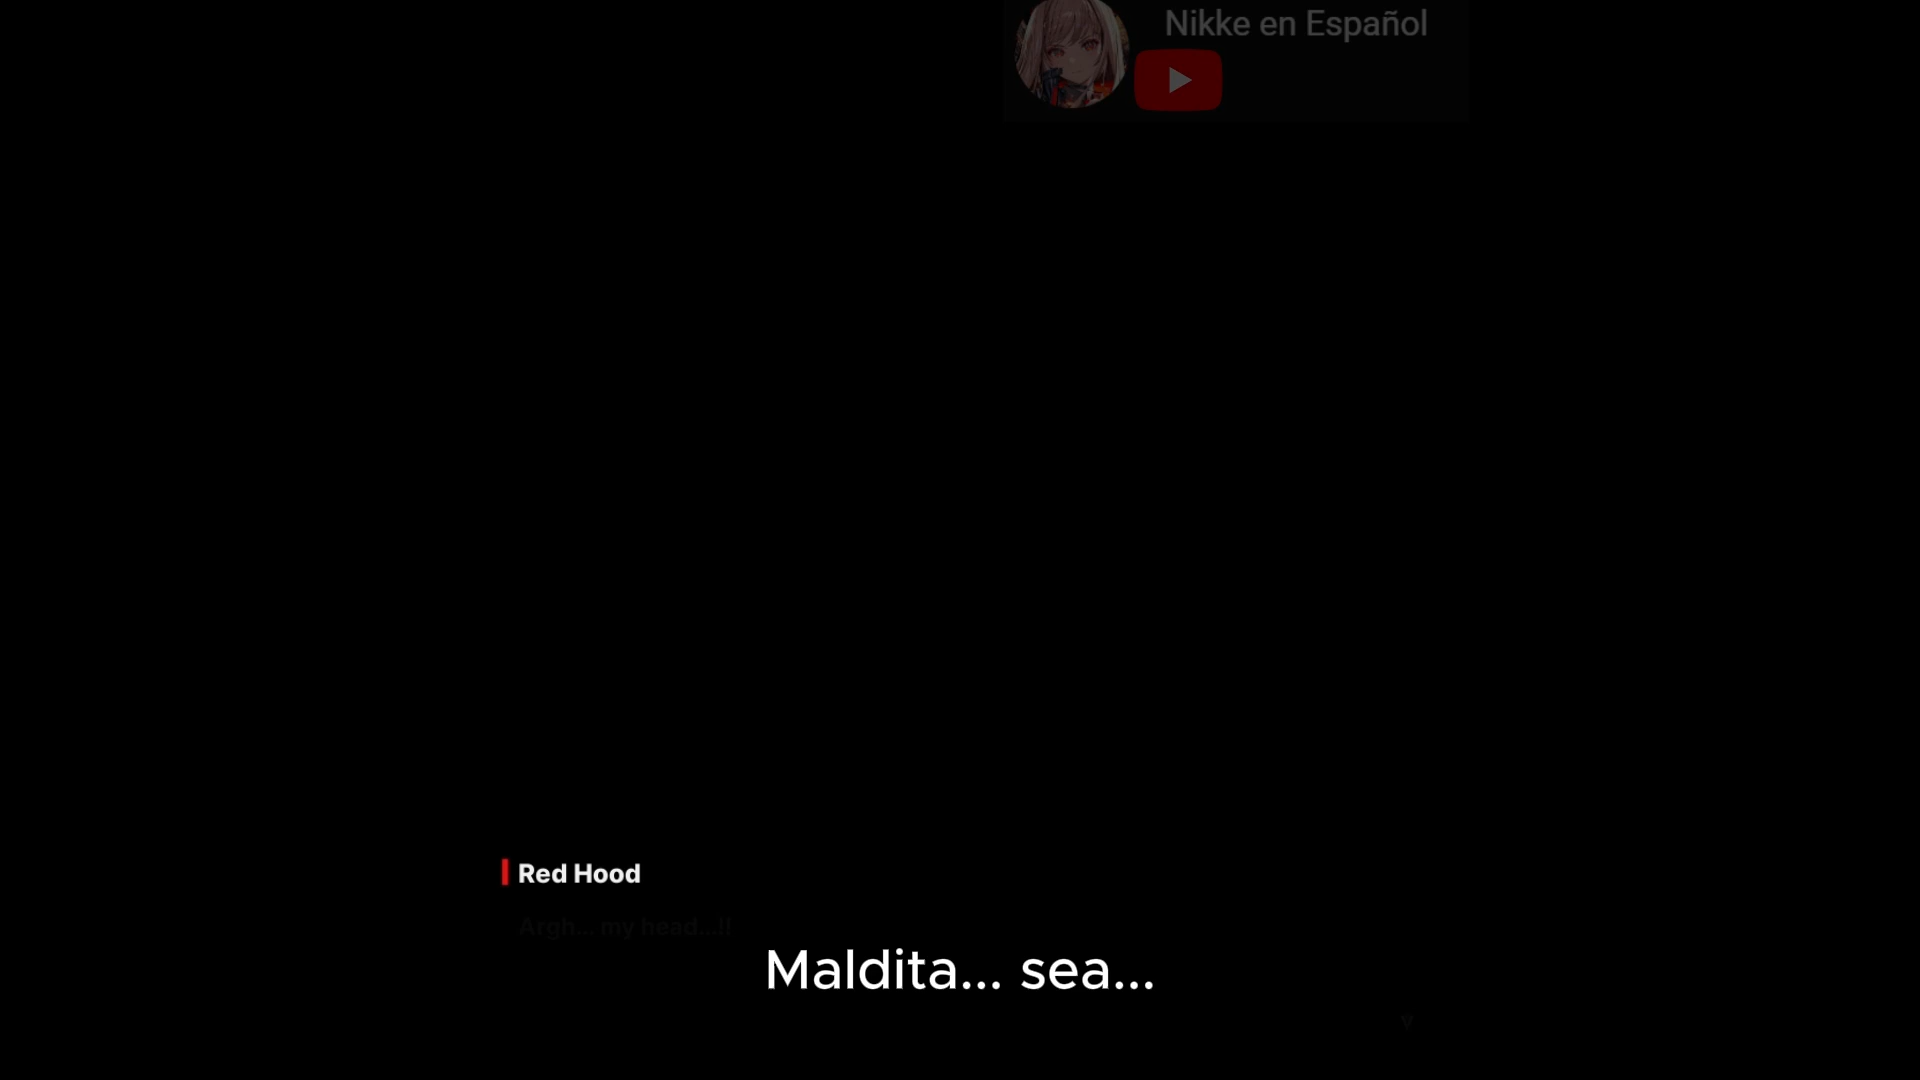 Nikke en Español
Red Hood
Argh... my head...!!
Maldita... sea...